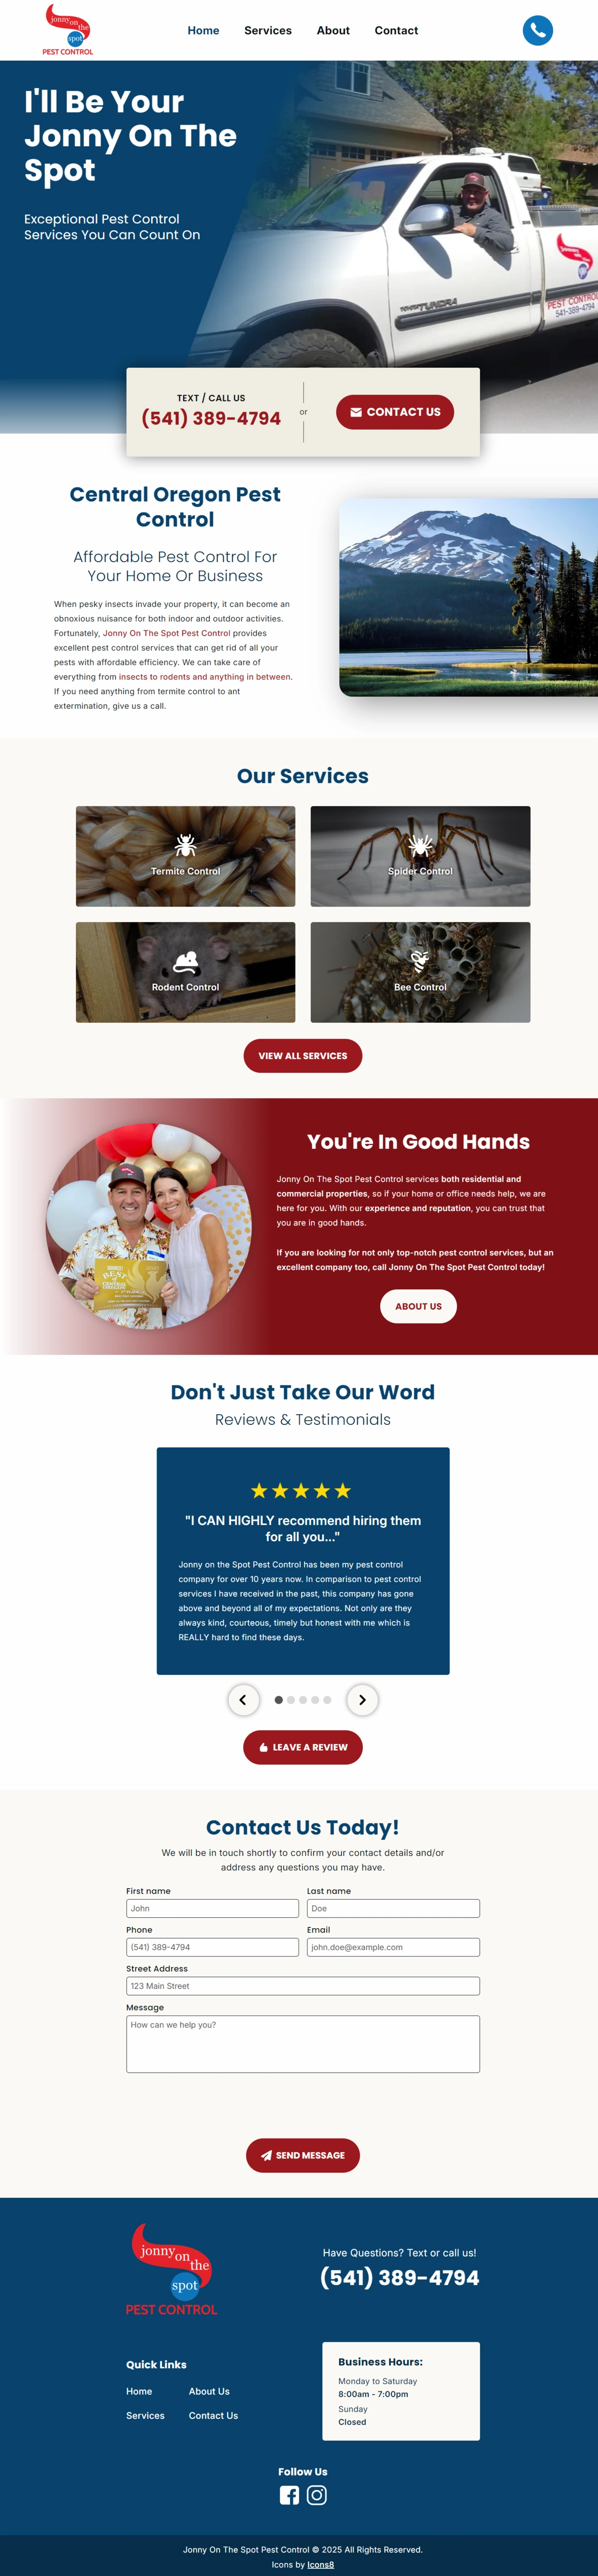 jonny on the
spot
PEST CONTROL
Home
Services
About
Contact
I'll Be Your
Jonny On The
Spot
Exceptional Pest Control
Services You Can Count On
TUNDRA
PEST CONTROL
541-389-4794
TEXT / CALL US
(541) 389-4794
or
CONTACT US
Central Oregon Pest
Control
Affordable Pest Control For
Your Home Or Business
When pesky insects invade your property, it can become an
obnoxious nuisance for both indoor and outdoor activities.
Fortunately, Jonny On The Spot Pest Control provides
excellent pest control services that can get rid of all your
pests with affordable efficiency. We can take care of
everything from insects to rodents and anything in between.
If you need anything from termite control to ant
extermination, give us a call.
Our Services
Termite Control
Spider Control
Rodent Control
Bee Control
VIEW ALL SERVICES
BEST
You're In Good Hands
Jonny On The Spot Pest Control services both residential and
commercial properties, so if your home or office needs help, we are
here for you. With our experience and reputation, you can trust that
you are in good hands.
If you are looking for not only top-notch pest control services, but an
excellent company too, call Jonny On The Spot Pest Control today!
ABOUT US
Don't Just Take Our Word
Reviews & Testimonials
"I CAN HIGHLY recommend hiring them
for all you..."
Jonny on the Spot Pest Control has been my pest control
company for over 10 years now. In comparison to pest control
services I have received in the past, this company has gone
above and beyond all of my expectations. Not only are they
always kind, courteous, timely but honest with me which is
REALLY hard to find these days.
LEAVE A REVIEW
Contact Us Today!
We will be in touch shortly to confirm your contact details and/or
address any questions you may have.
First name
Last name
John
Doe
Phone
Email
(541) 389-4794
john.doe@example.com
Street Address
123 Main Street
Message
How can we help you?
SEND MESSAGE
jonny on
the
spot
PEST CONTROL
Have Questions? Text or call us!
(541) 389-4794
Quick Links
Home
About Us
Services
Contact Us
Business Hours:
Monday to Saturday
8:00am - 7:00pm
Sunday
Closed
Follow Us
Jonny On The Spot Pest Control © 2025 All Rights Reserved.
Icons by Icons8